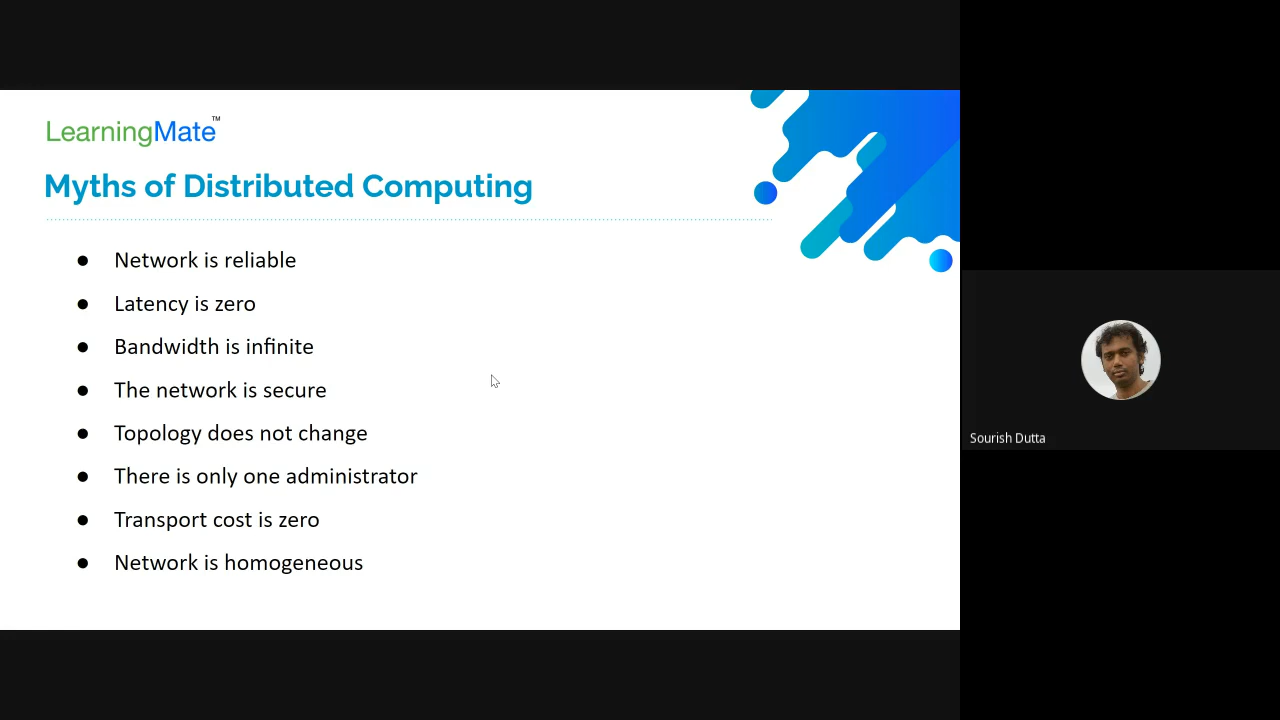 LearningMate™
Myths of Distributed Computing
● Network is reliable
● Latency is zero
● Bandwidth is infinite
● The network is secure
● Topology does not change
● There is only one administrator
● Transport cost is zero
● Network is homogeneous
Sourish Dutta